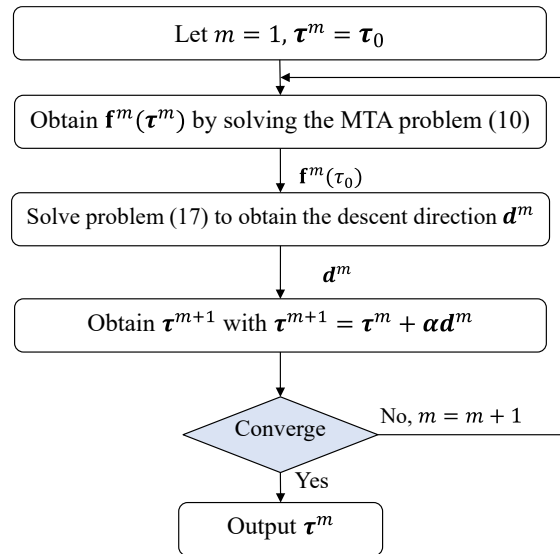 Let m = 1, τ^m = τ_0
Obtain f^m(τ^m) by solving the MTA problem (10)
f^m(τ_0)
Solve problem (17) to obtain the descent direction d^m
d^m
Obtain τ^{m+1} with τ^{m+1} = τ^m + αd^m
Converge
No, m = m + 1
Yes
Output τ^m